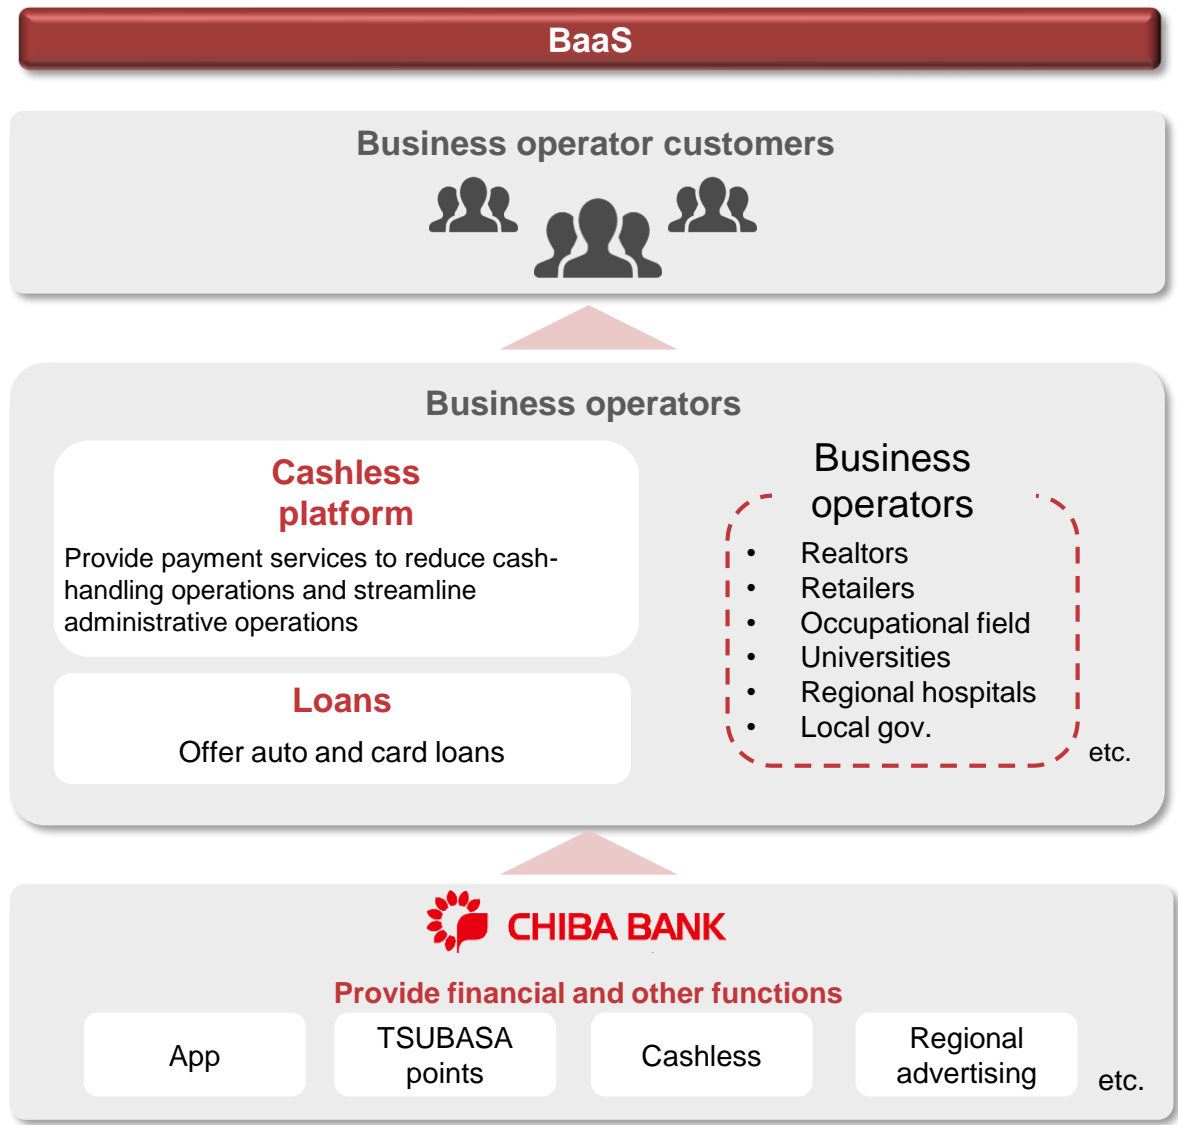 BaaS
Business operator customers
Business operators
Cashless
platform
Provide payment services to reduce cash-
handling operations and streamline
administrative operations
Loans
Offer auto and card loans
Business
operators
• Realtors
• Retailers
• Occupational field
• Universities
• Regional hospitals
• Local gov.
etc.
CHIBA BANK
Provide financial and other functions
App
TSUBASA
points
Cashless
Regional
advertising
etc.